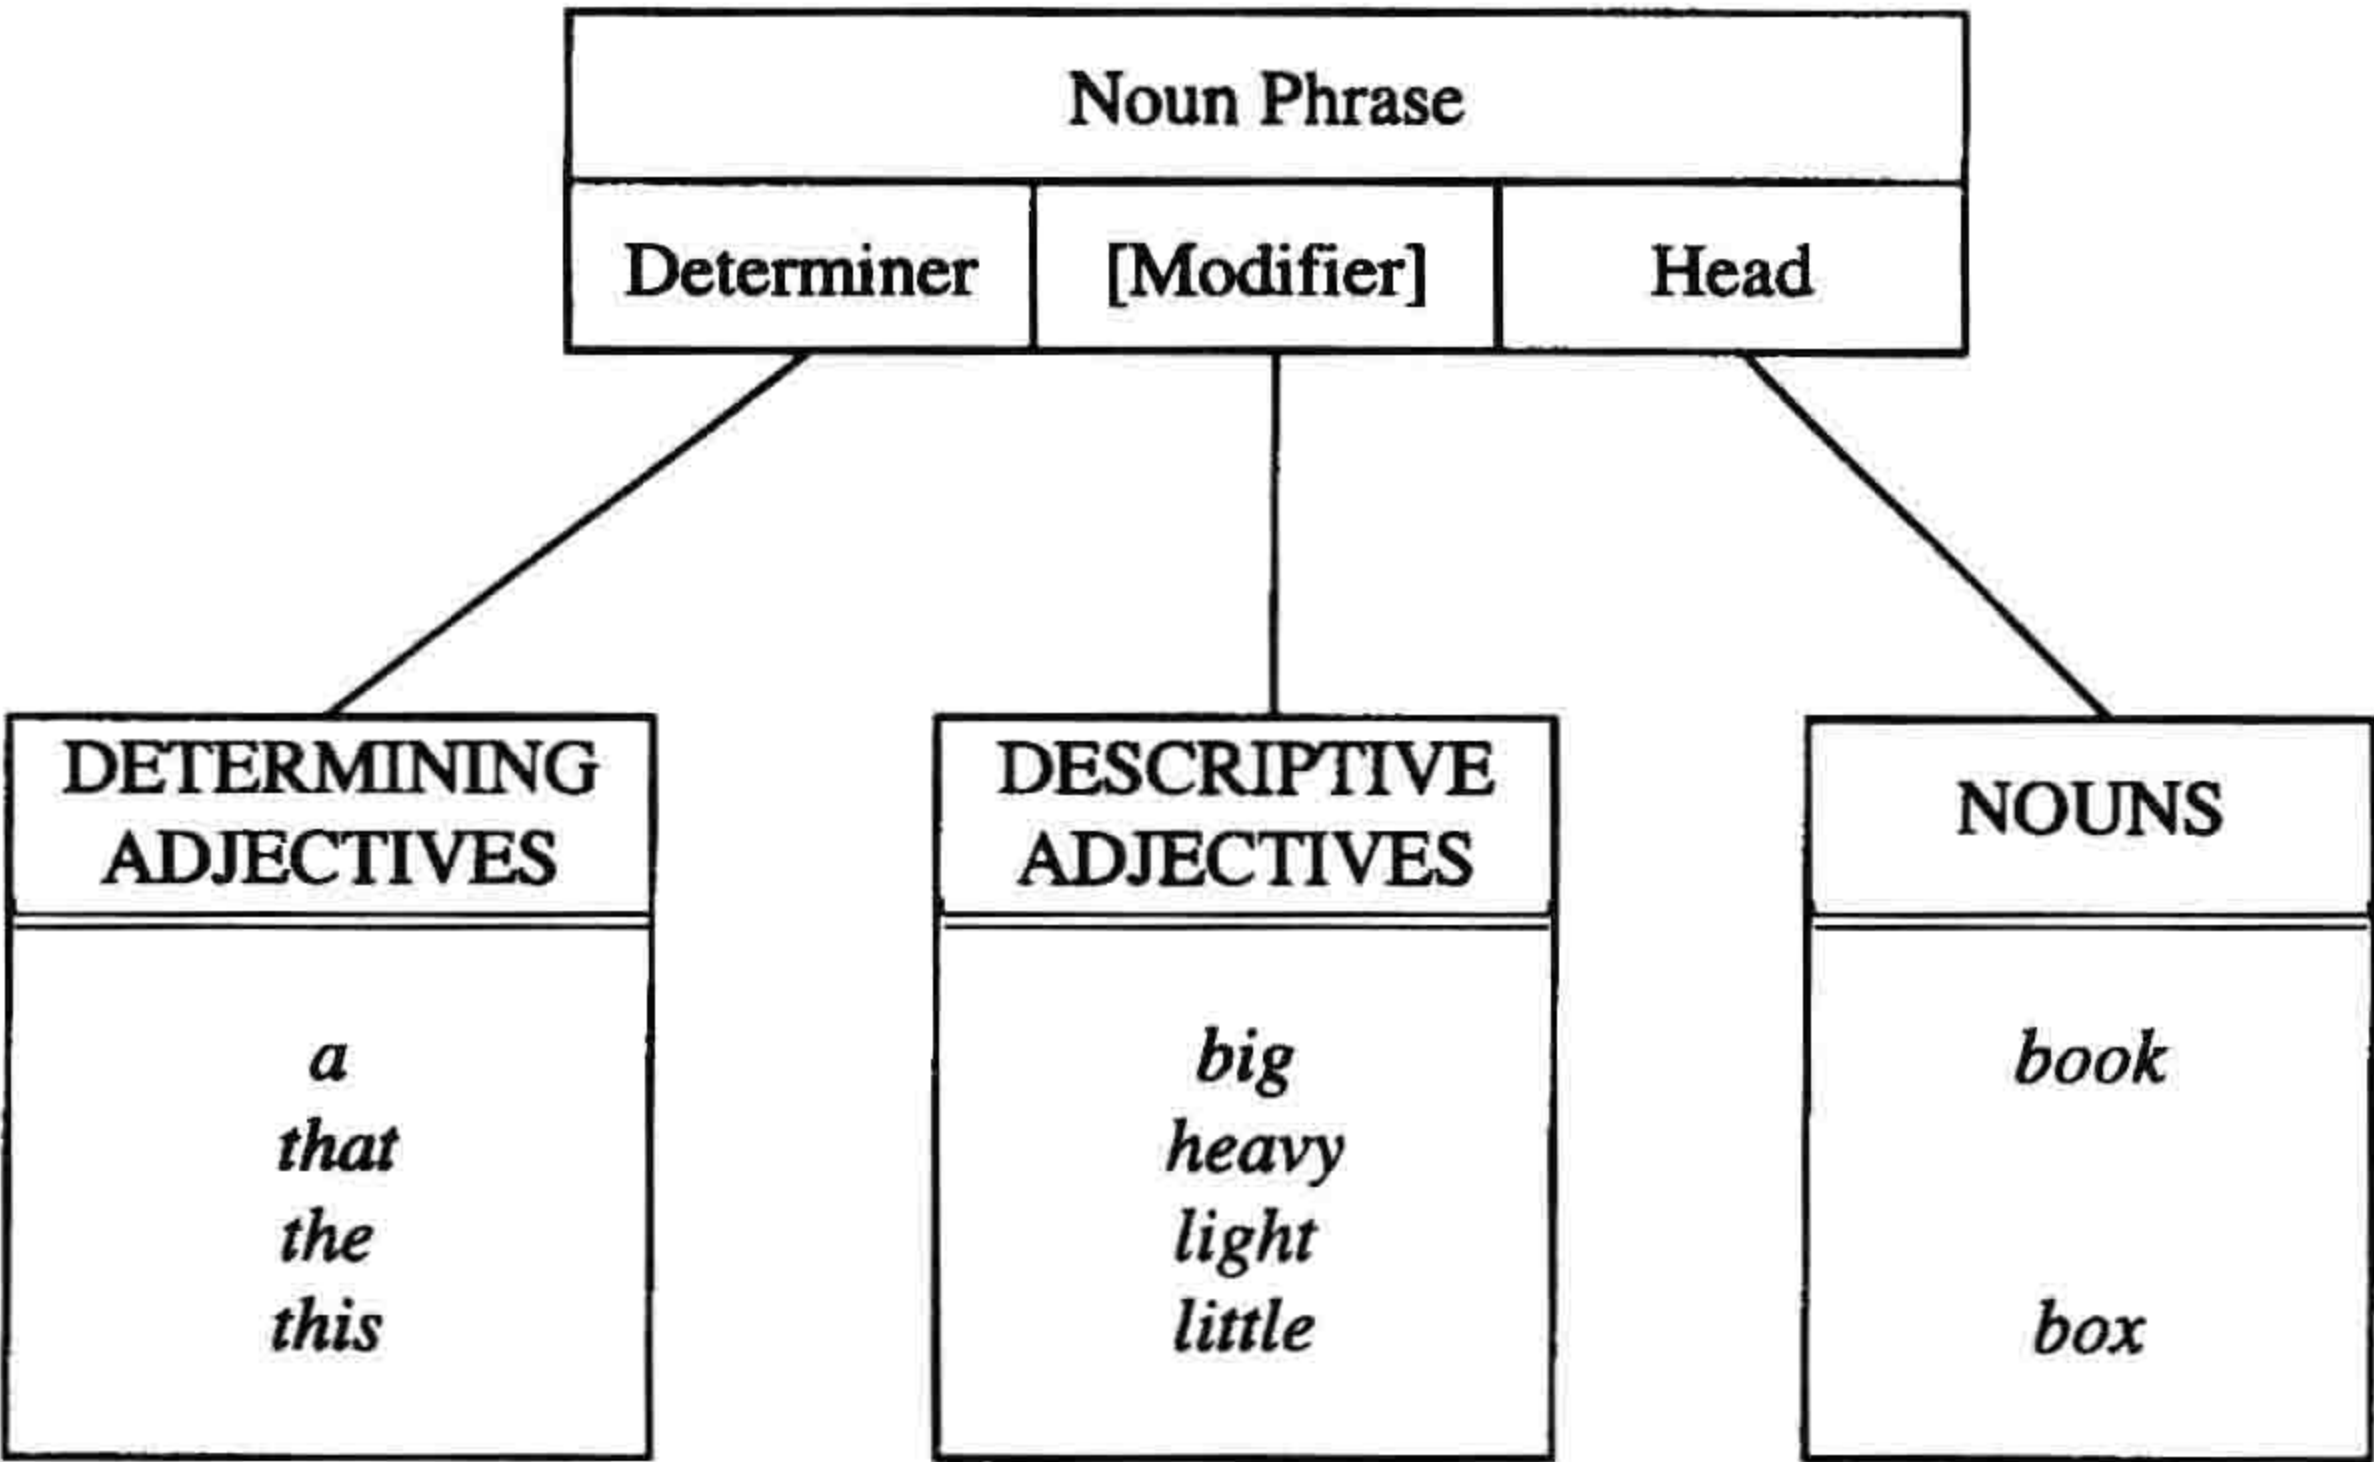 Noun Phrase
Determiner
[Modifier]
Head
DETERMINING
ADJECTIVES
a
that
the
this
DESCRIPTIVE
ADJECTIVES
big
heavy
light
little
NOUNS
book
box